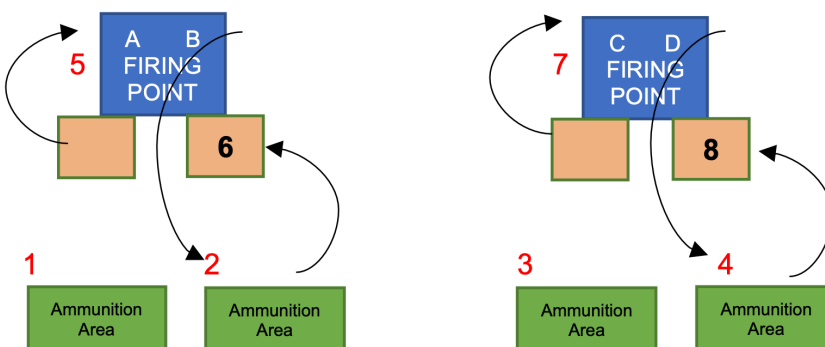 A B
FIRING
POINT
5
6
1
2
Ammunition
Area
Ammunition
Area
C D
FIRING
POINT
7
8
3
4
Ammunition
Area
Ammunition
Area